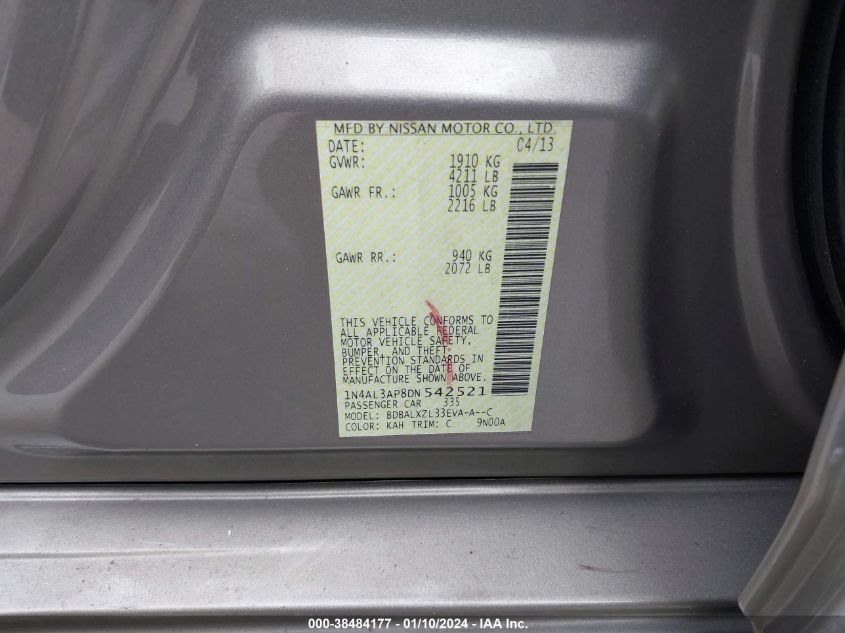 MFD BY NISSAN MOTOR CO., LTD
DATE: 04/13
GVWR: 1910 KG
4211 LB
GAWR FR.: 1005 KG
2216 LB
GAWR RR.: 940 KG
2072 LB
THIS VEHICLE CONFORMS TO
ALL APPLICABLE FEDERAL
MOTOR VEHICLE SAFETY,
BUMPER, AND THEFT
PREVENTION STANDARDS IN
EFFECT ON THE DATE OF
MANUFACTURE SHOWN ABOVE.
1N4AL3AP8DN 542521
PASSENGER CAR 335
MODEL: BDBALXZL33EVA-A--C
COLOR: KAH TRIM: C 9N00A
000-38484177 - 01/10/2024 - IAA Inc.